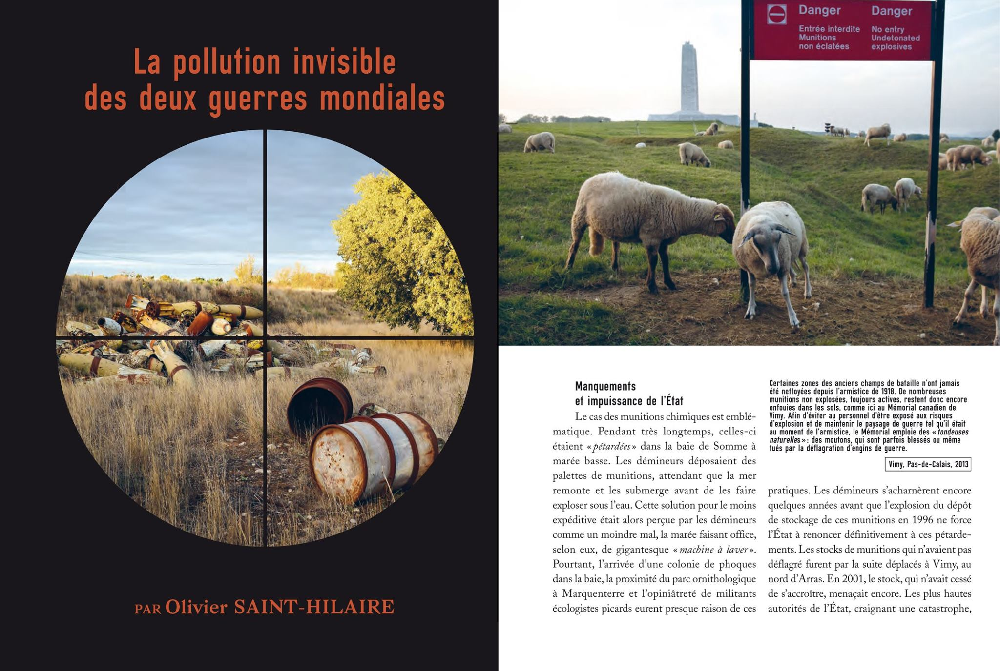 La pollution invisible
des deux guerres mondiales
PAR Olivier SAINT-HILAIRE
Danger
Entrée interdite
Munitions
non éclatées
Danger
No entry
Undetonated
explosives
Manquements
et impuissance de l'État
Le cas des munitions chimiques est emblé-
matique. Pendant très longtemps, celles-ci
étaient « pétardées » dans la baie de Somme à
marée basse. Les démineurs déposaient des
palettes de munitions, attendant que la mer
remonte et les submerge avant de les faire
exploser sous l'eau. Cette solution pour le moins
expéditive était alors perçue par les démineurs
comme un moindre mal, la marée faisant office,
selon eux, de gigantesque « machine à laver ».
Pourtant, l'arrivée d'une colonie de phoques
dans la baie, la proximité du parc ornithologique
à Marquenterre et l'opiniâtreté de militants
écologistes picards eurent presque raison de ces
Certaines zones des anciens champs de bataille n'ont jamais
été nettoyées depuis l'armistice de 1918. De nombreuses
munitions non explosées, toujours actives, restent donc encore
enfouies dans les sols, comme ici au Mémorial canadien de
Vimy. Afin d'éviter au personnel d'être exposé aux risques
d'explosion et de maintenir le paysage de guerre tel qu'il était
au moment de l'armistice, le Mémorial emploie des « tondeuses
naturelles » : des moutons, qui sont parfois blessés ou même
tués par la déflagration d'engins de guerre.
Vimy, Pas-de-Calais, 2013
pratiques. Les démineurs s'acharnèrent encore
quelques années avant que l'explosion du dépôt
de stockage de ces munitions en 1996 ne force
l'État à renoncer définitivement à ces pétarde-
ments. Les stocks de munitions qui n'avaient pas
déflagré furent par la suite déplacés à Vimy, au
nord d'Arras. En 2001, le stock, qui n'avait cessé
de s'accroître, menaçait encore. Les plus hautes
autorités de l'État, craignant une catastrophe,